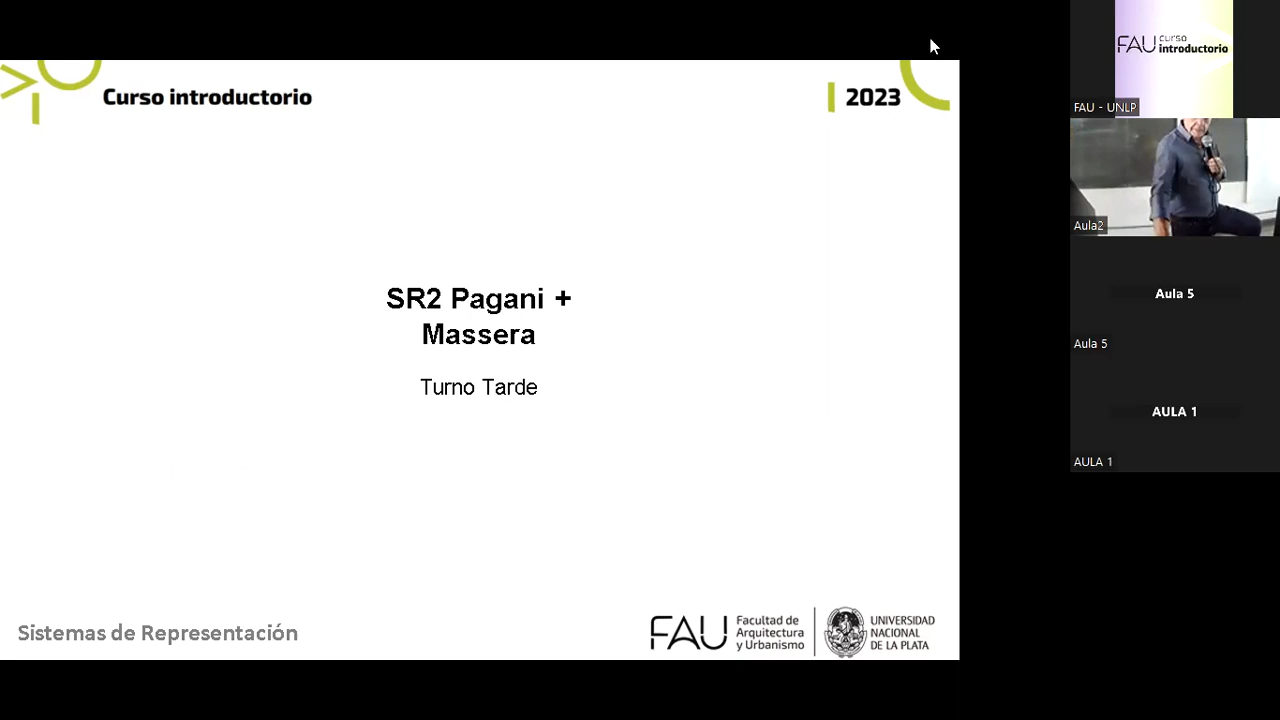 Curso introductorio
2023
SR2 Pagani +
Massera
Turno Tarde
Sistemas de Representación
FAU
Facultad de
Arquitectura
y Urbanismo
UNIVERSIDAD
NACIONAL
DE LA PLATA
FAU curso
introductorio
FAU - UNLP
Aula2
Aula 5
Aula 5
AULA 1
AULA 1